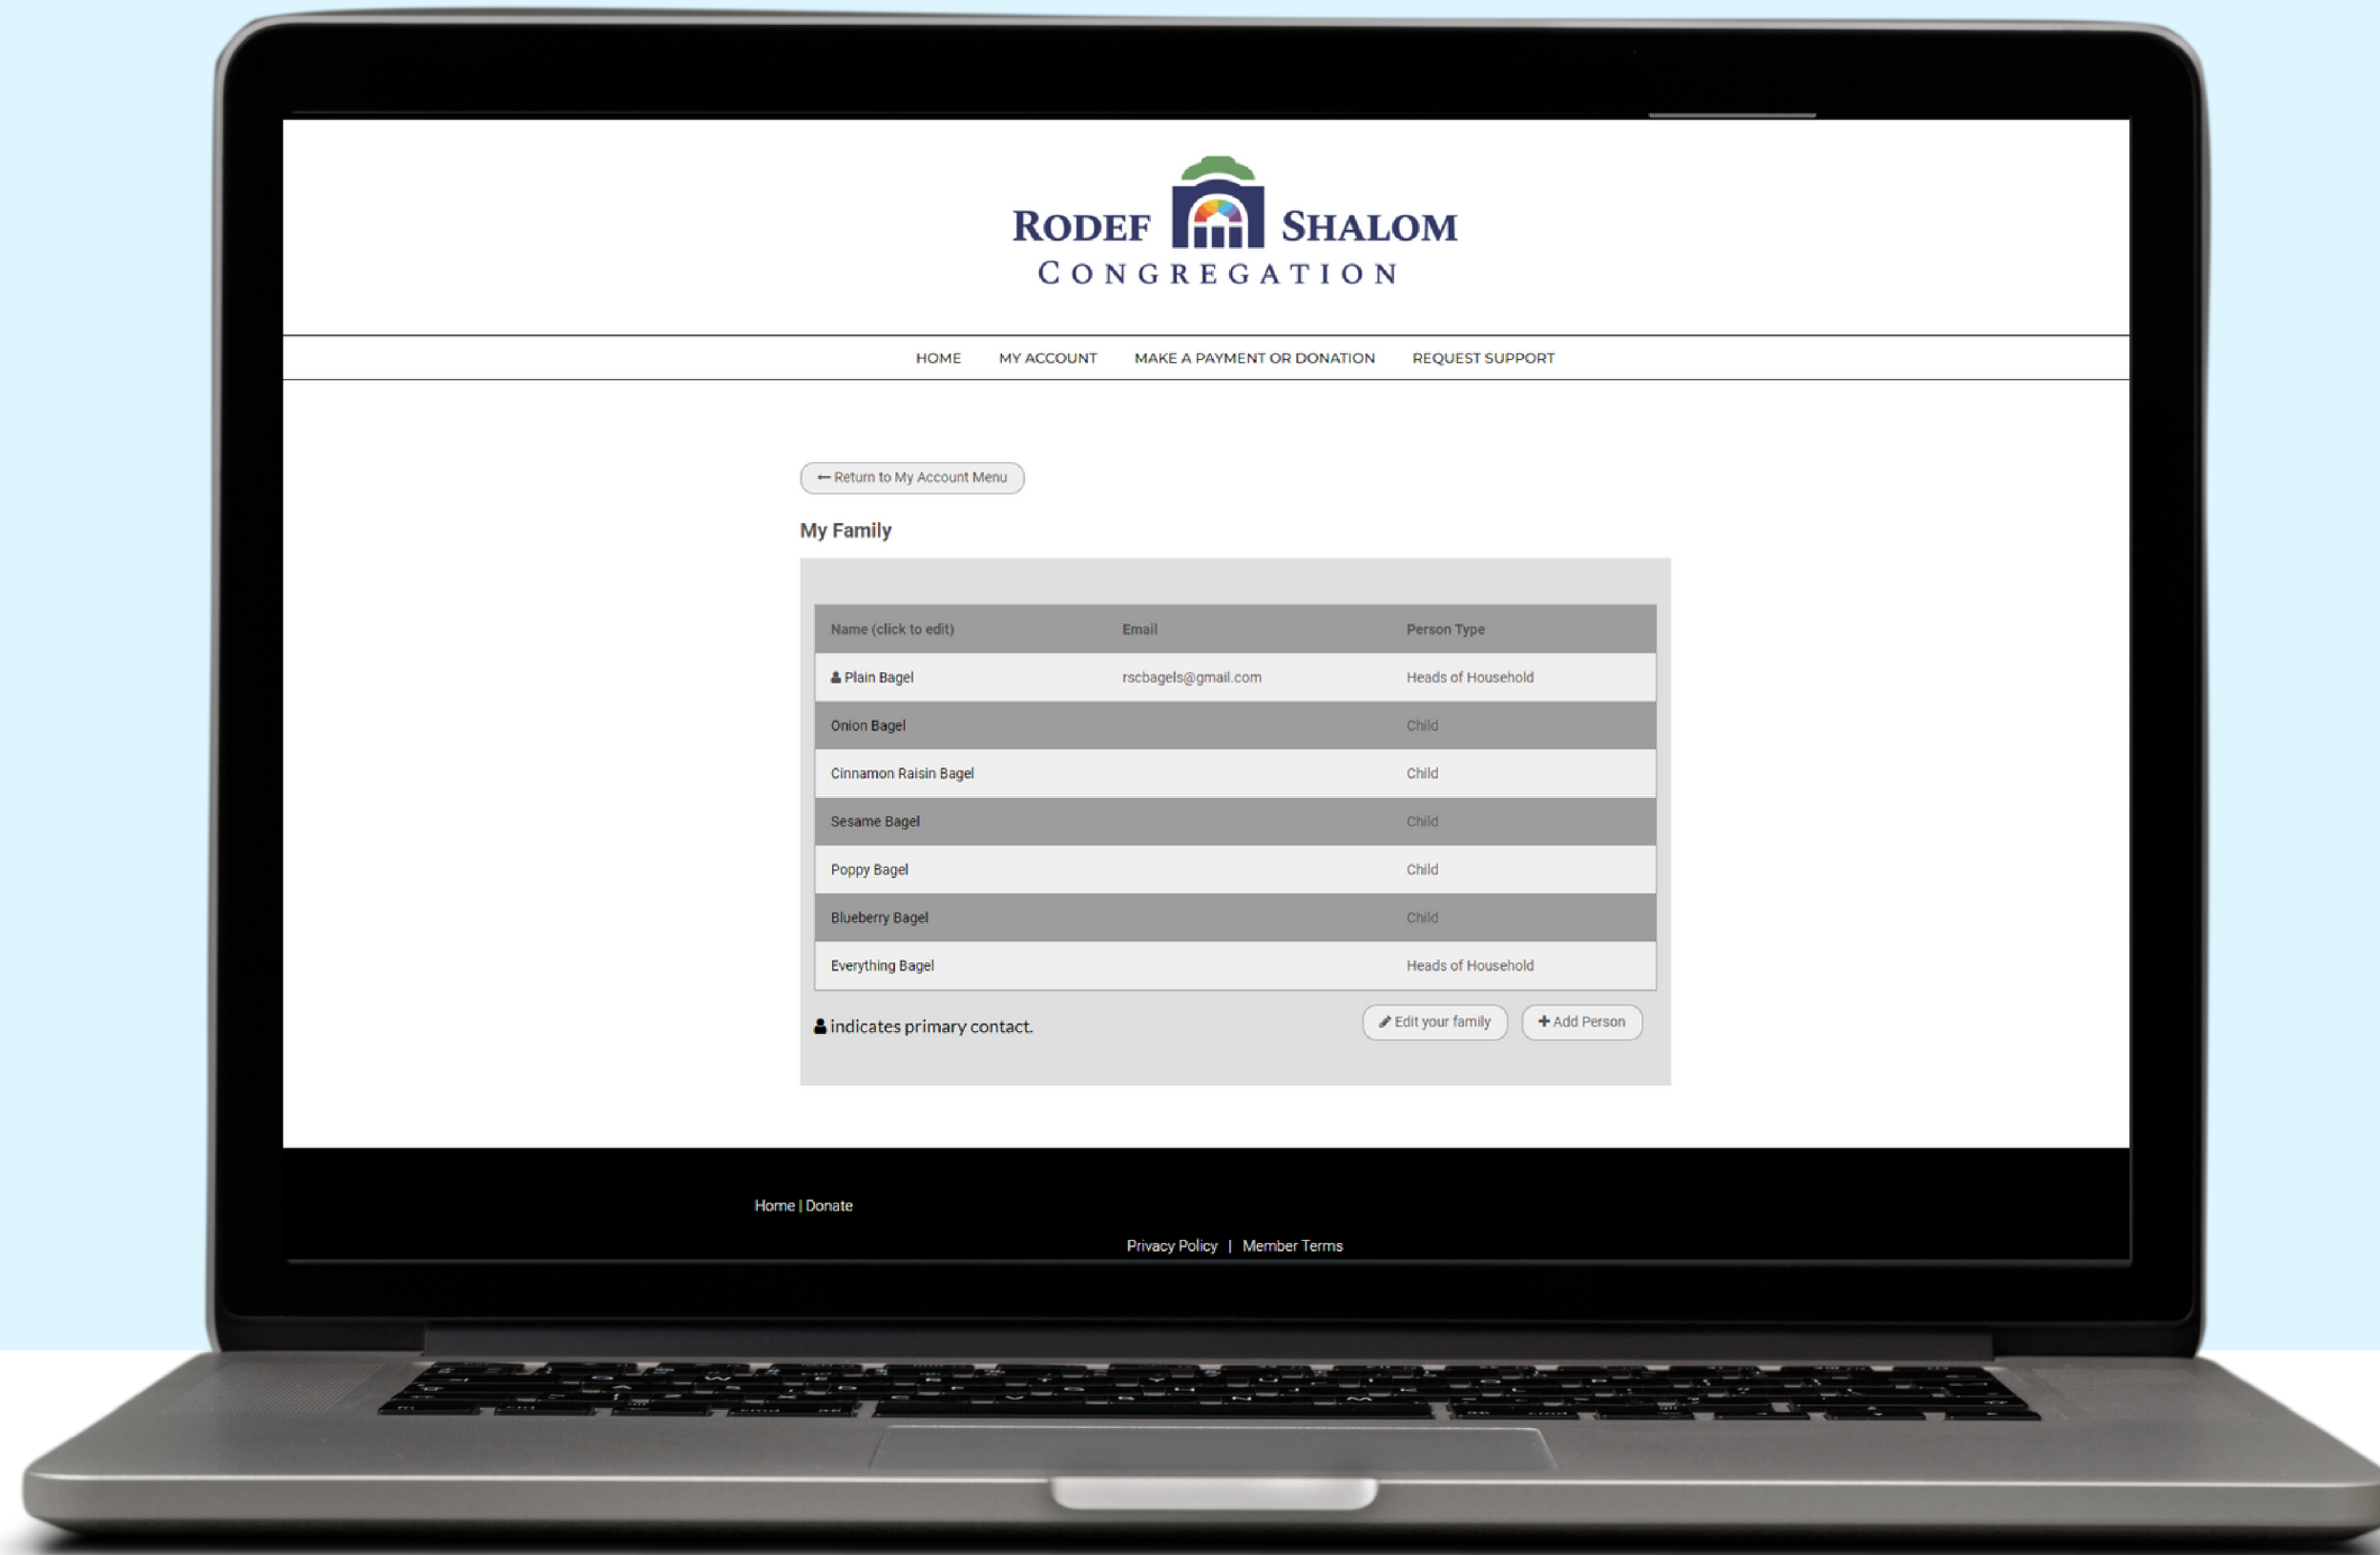 RODEF SHALOM
CONGREGATION
HOME MY ACCOUNT MAKE A PAYMENT OR DONATION REQUEST SUPPORT
← Return to My Account Menu
My Family
Name (click to edit) Email Person Type
Plain Bagel rscbagels@gmail.com Heads of Household
Onion Bagel Child
Cinnamon Raisin Bagel Child
Sesame Bagel Child
Poppy Bagel Child
Blueberry Bagel Child
Everything Bagel Heads of Household
indicates primary contact. Edit your family + Add Person
Home | Donate
Privacy Policy | Member Terms